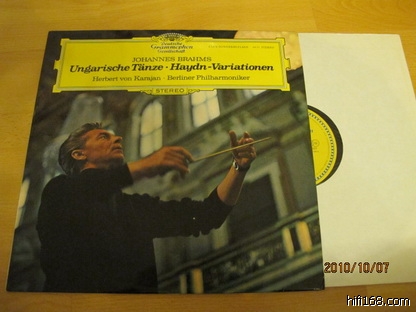 Deutsche
Grammophon
Gesellschaft
JOHANNES BRAHMS
Ungarische Tänze · Haydn-Variationen
Herbert von Karajan · Berliner Philharmoniker
STEREO
2010/10/07
hifi168.com